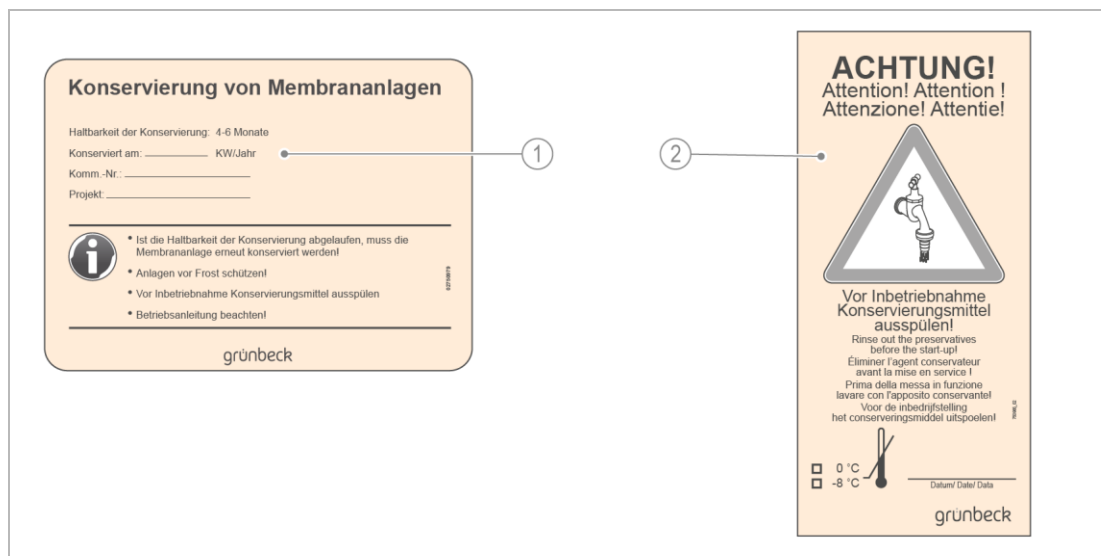 Konservierung von Membrananlagen
Haltbarkeit der Konservierung: 4-6 Monate
Konserviert am: ________ KW/Jahr
Komm.-Nr.: ________
Projekt: ________
• Ist die Haltbarkeit der Konservierung abgelaufen, muss die
Membrananlage erneut konserviert werden!
• Anlagen vor Frost schützen!
• Vor Inbetriebnahme Konservierungsmittel ausspülen
• Betriebsanleitung beachten!
grünbeck
1
2
ACHTUNG!
Attention! Attention !
Attenzione! Attentie!
Vor Inbetriebnahme
Konservierungsmittel
ausspülen!
Rinse out the preservatives
before the start-up!
Éliminer l'agent conservateur
avant la mise en service !
Prima della messa in funzione
lavare con l'apposito conservante!
Voor de inbedrijfstelling
het conserveringsmiddel uitspoelen!
0 °C
-8 °C
Datum/ Date/ Data
grünbeck